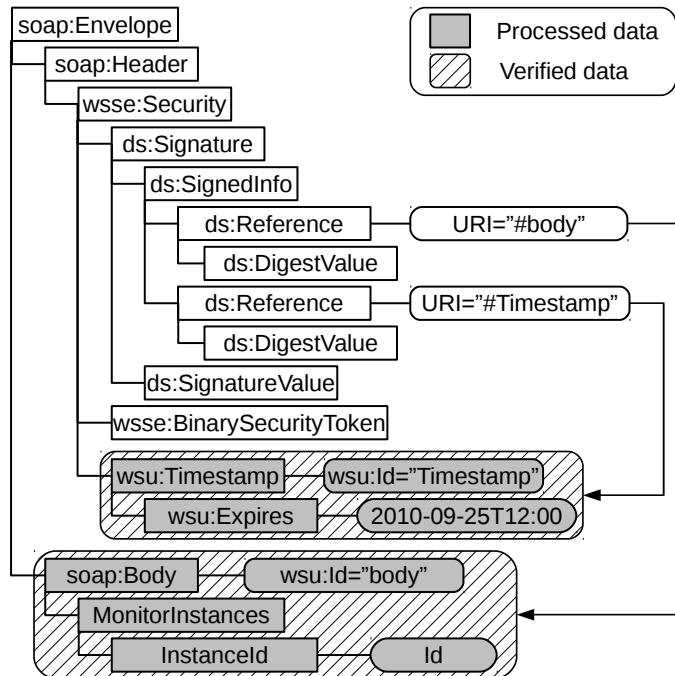 soap:Envelope
Processed data
Verified data
soap:Header
wsse:Security
ds:Signature
ds:SignedInfo
ds:Reference
URI=”#body”
ds:DigestValue
ds:Reference
URI=”#Timestamp”
ds:DigestValue
ds:SignatureValue
wsse:BinarySecurityToken
wsu:Timestamp
wsu:Id=”Timestamp”
wsu:Expires
2010-09-25T12:00
soap:Body
wsu:Id=”body”
MonitorInstances
InstanceId
Id